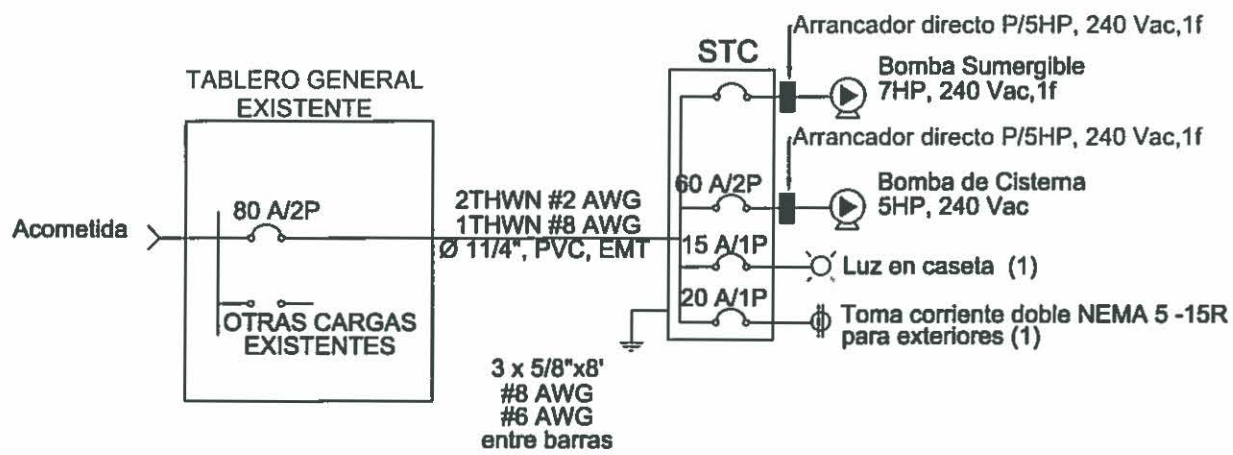 Arrancador directo P/5HP, 240 Vac,1f
STC
Bomba Sumergible
7HP, 240 Vac,1f
TABLERO GENERAL
EXISTENTE
Arrancador directo P/5HP, 240 Vac,1f
60 A/2P
Bomba de Cisterna
5HP, 240 Vac
2THWN #2 AWG
1THWN #8 AWG
Ø 11/4", PVC, EMT
80 A/2P
Acometida
15 A/1P
Luz en caseta (1)
20 A/1P
Toma corriente doble NEMA 5 -15R
para exteriores (1)
OTRAS CARGAS
EXISTENTES
3 x 5/8"x8'
#8 AWG
#6 AWG
entre barras